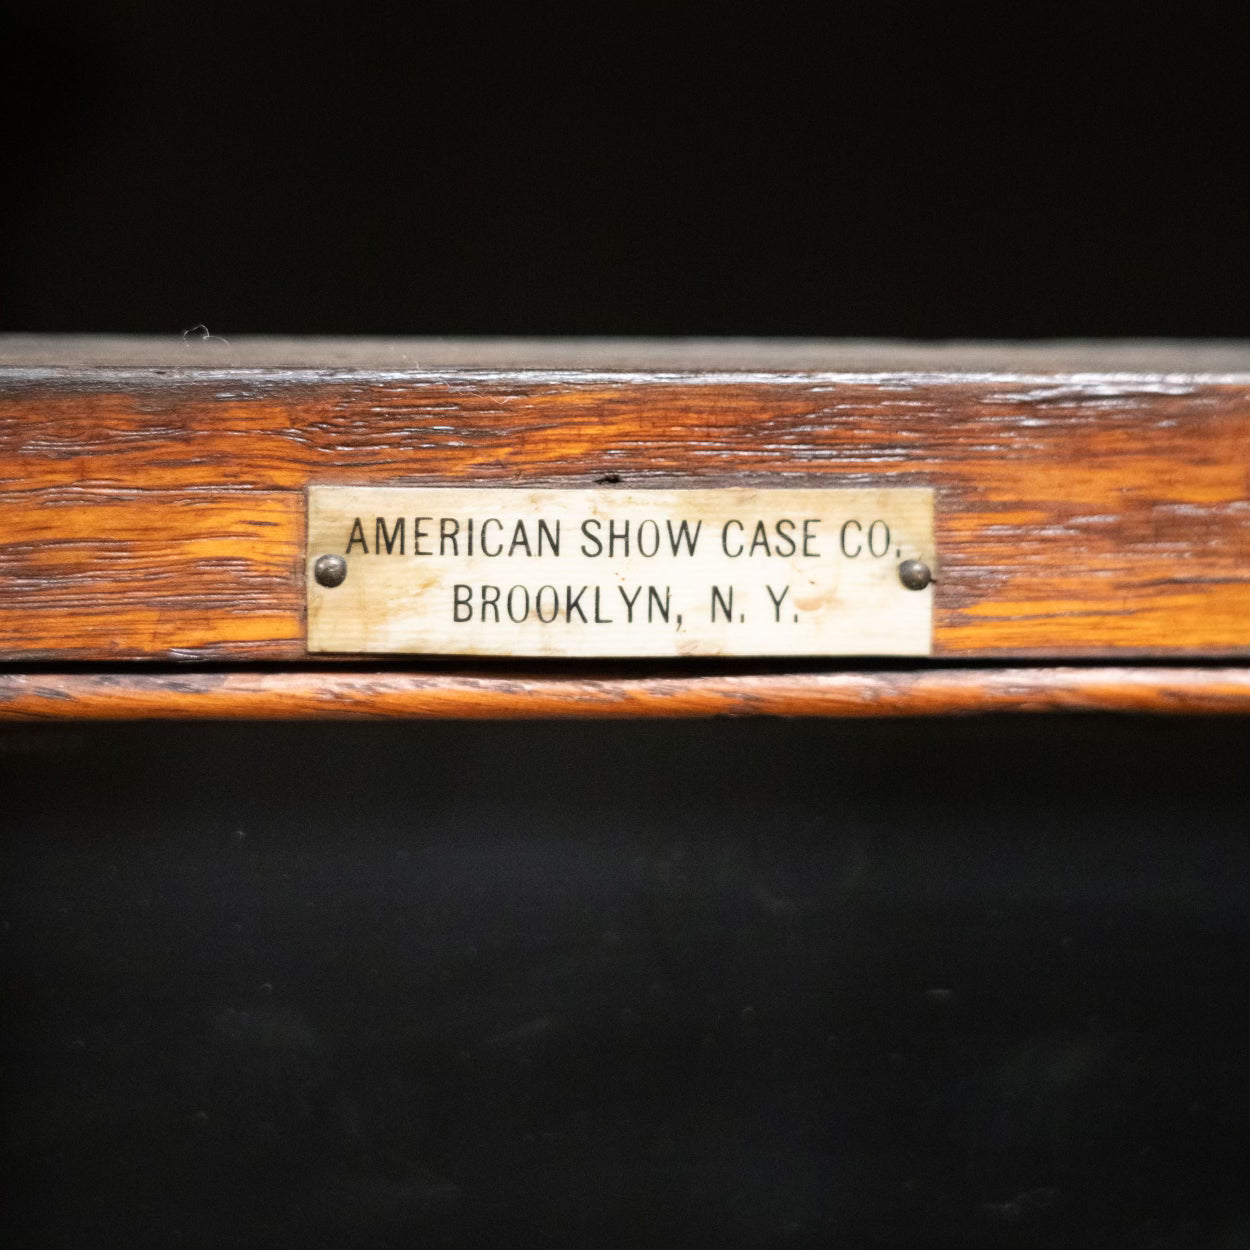 AMERICAN SHOW CASE CO.
BROOKLYN, N. Y.